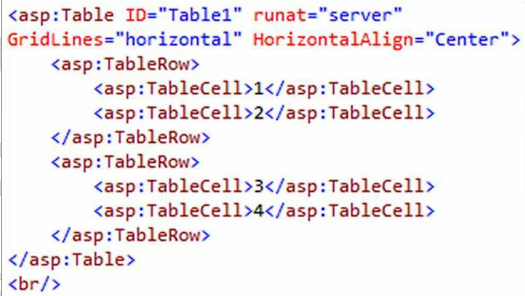 <asp:Table ID="Table1" runat="server"
GridLines="horizontal" HorizontalAlign="Center">
    <asp:TableRow>
        <asp:TableCell>1</asp:TableCell>
        <asp:TableCell>2</asp:TableCell>
    </asp:TableRow>
    <asp:TableRow>
        <asp:TableCell>3</asp:TableCell>
        <asp:TableCell>4</asp:TableCell>
    </asp:TableRow>
</asp:Table>
<br/>